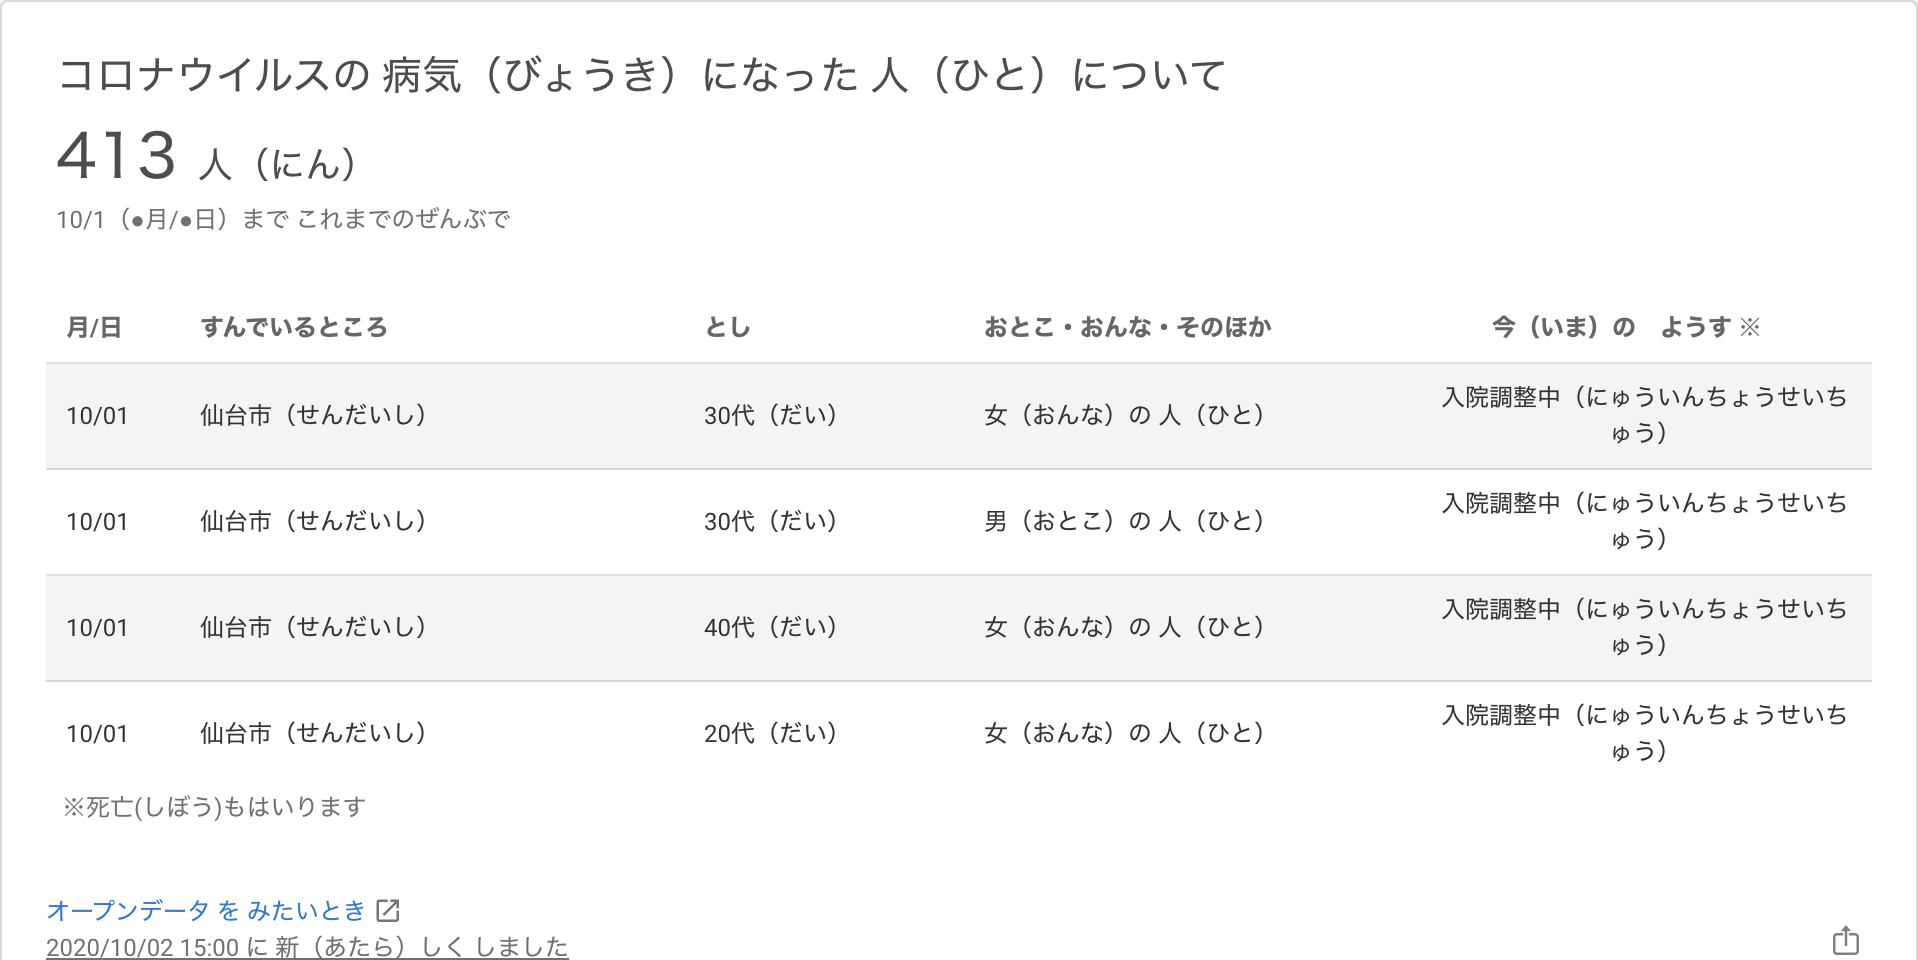 コロナウイルスの 病気（びょうき）になった 人（ひと）について
413 人（にん）
10/1（●月/●日）まで これまでのぜんぶで
月/日 すんでいるところ とし おとこ・おんな・そのほか 今（いま）の　ようす ※
10/01 仙台市（せんだいし） 30代（だい） 女（おんな）の 人（ひと） 入院調整中（にゅういんちょうせいち
ゅう）
10/01 仙台市（せんだいし） 30代（だい） 男（おとこ）の 人（ひと） 入院調整中（にゅういんちょうせいち
ゅう）
10/01 仙台市（せんだいし） 40代（だい） 女（おんな）の 人（ひと） 入院調整中（にゅういんちょうせいち
ゅう）
10/01 仙台市（せんだいし） 20代（だい） 女（おんな）の 人（ひと） 入院調整中（にゅういんちょうせいち
ゅう）
※死亡(しぼう)もはいります
オープンデータ を みたいとき
2020/10/02 15:00 に 新（あたら）しく しました